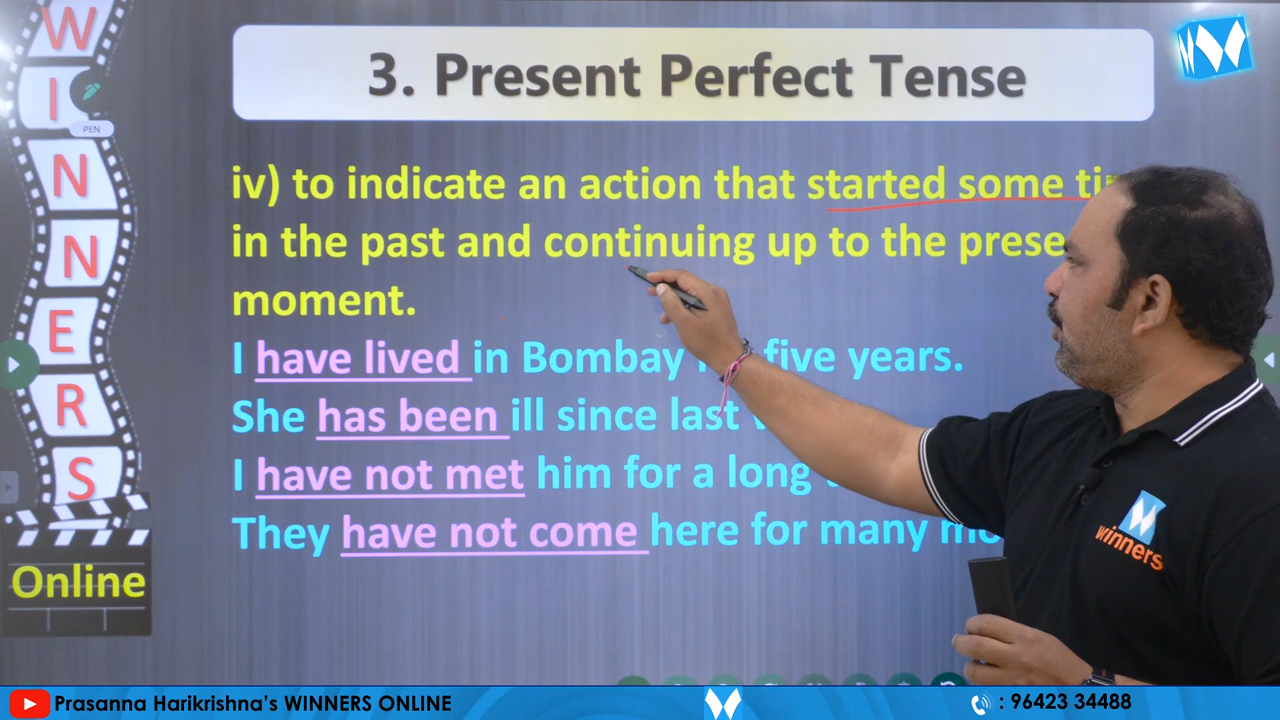 W
I
N
N
E
R
S
Online
PEN
3. Present Perfect Tense
iv) to indicate an action that started some
in the past and continuing up to the
moment.
I have lived in Bombay five years.
She has been ill since last
I have not met him for a long
They have not come here for many
winners
Prasanna Harikrishna's WINNERS ONLINE
: 96423 34488